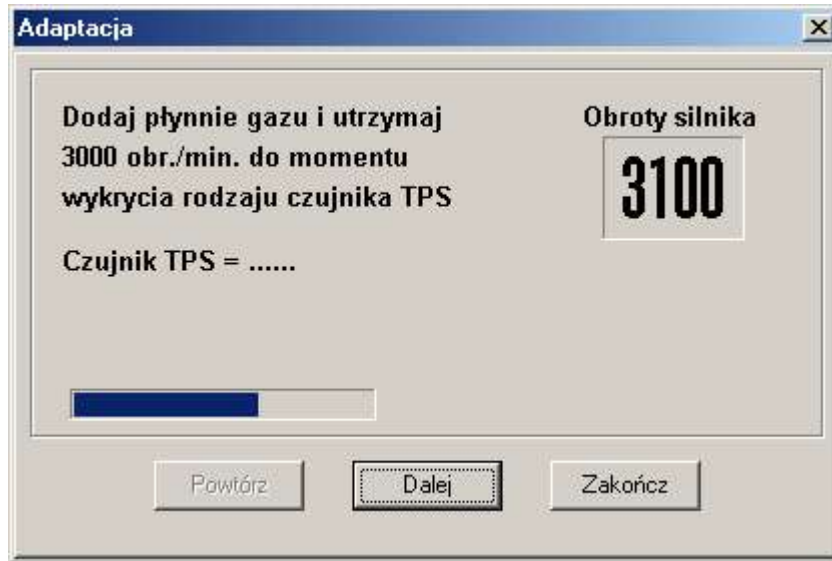 Adaptacja
Dodaj płynnie gazu i utrzymaj
3000 obr./min. do momentu
wykrycia rodzaju czujnika TPS
Obroty silnika
3100
Czujnik TPS = ......
Powtórz
Dalej
Zakończ